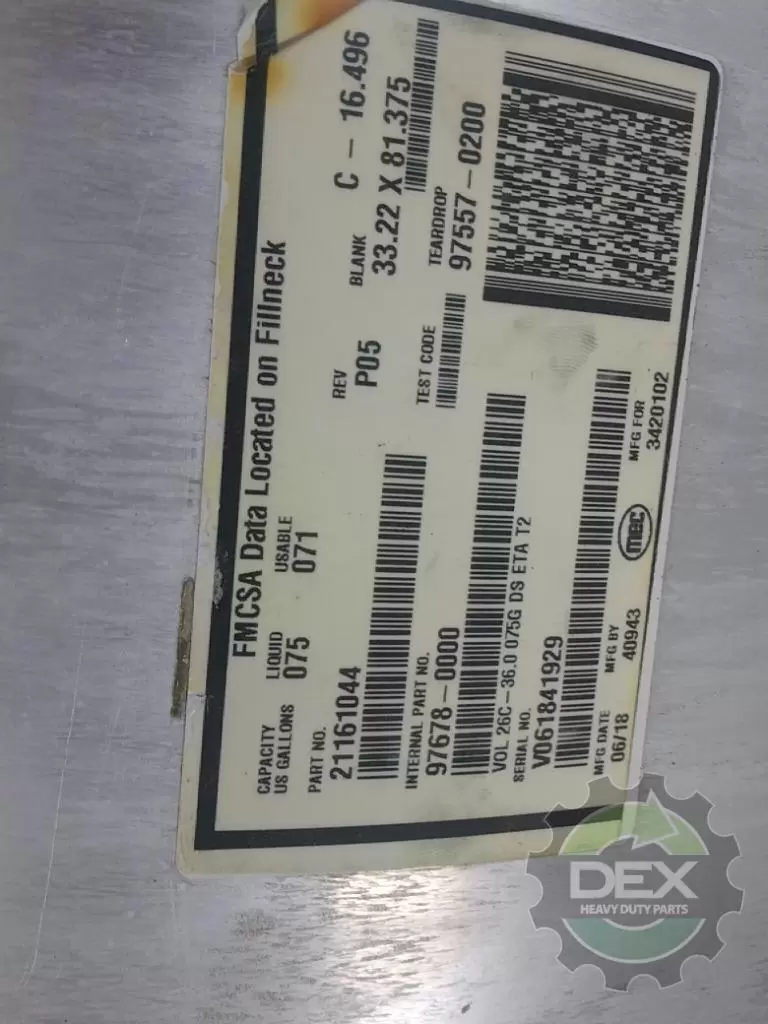 FMCSA Data Located on Fillneck
CAPACITY LIQUID USABLE
US GALLONS 075 071
PART NO. REV BLANK C - 16.496
21161044 P05 33.22 X 81.375
INTERNAL PART NO. TEST CODE TEARDROP
97678-0000 97557-0200
VOL 26C-36.0 075G DS ETA T2
SERIAL NO.
V061841929
MFG DATE MFG BY mec MFG FOR
06/18 40943 3420102
DEX
HEAVY DUTY PARTS